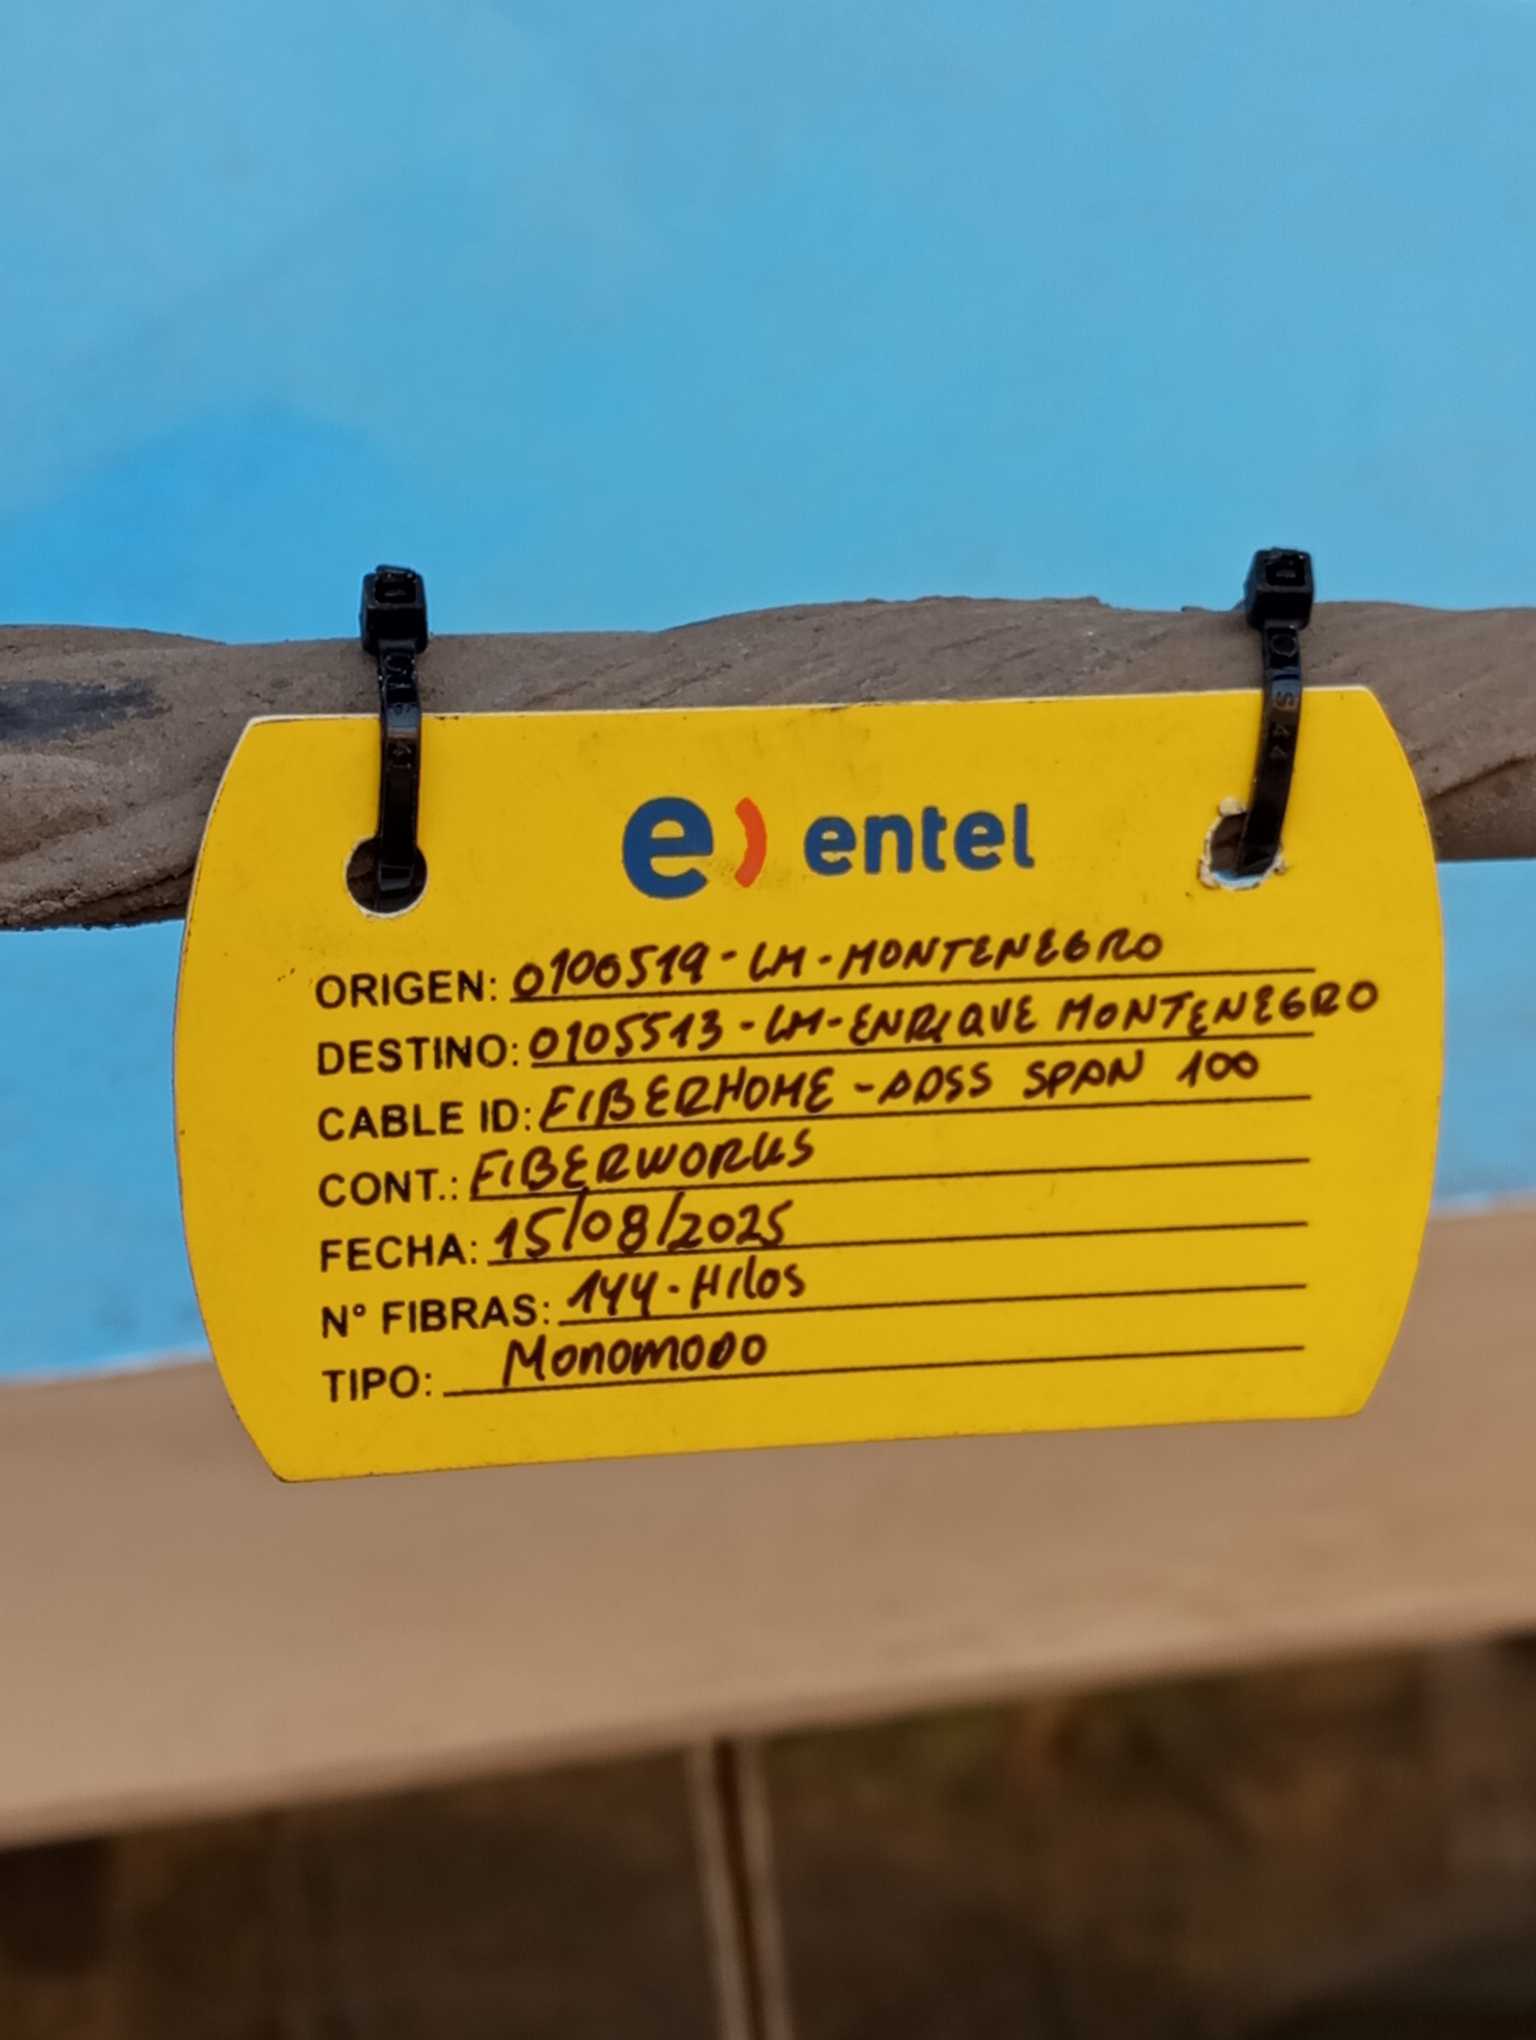 e) entel
ORIGEN: 0100519-LM-MONTENEGRO
DESTINO: 0105513-LM-ENRIQUE MONTENEGRO
CABLE ID: FIBERHOME-ADSS SPAN 100
CONT.: FIBERWORKS
FECHA: 15/08/2025
N° FIBRAS: 144-Hilos
TIPO: Monomodo